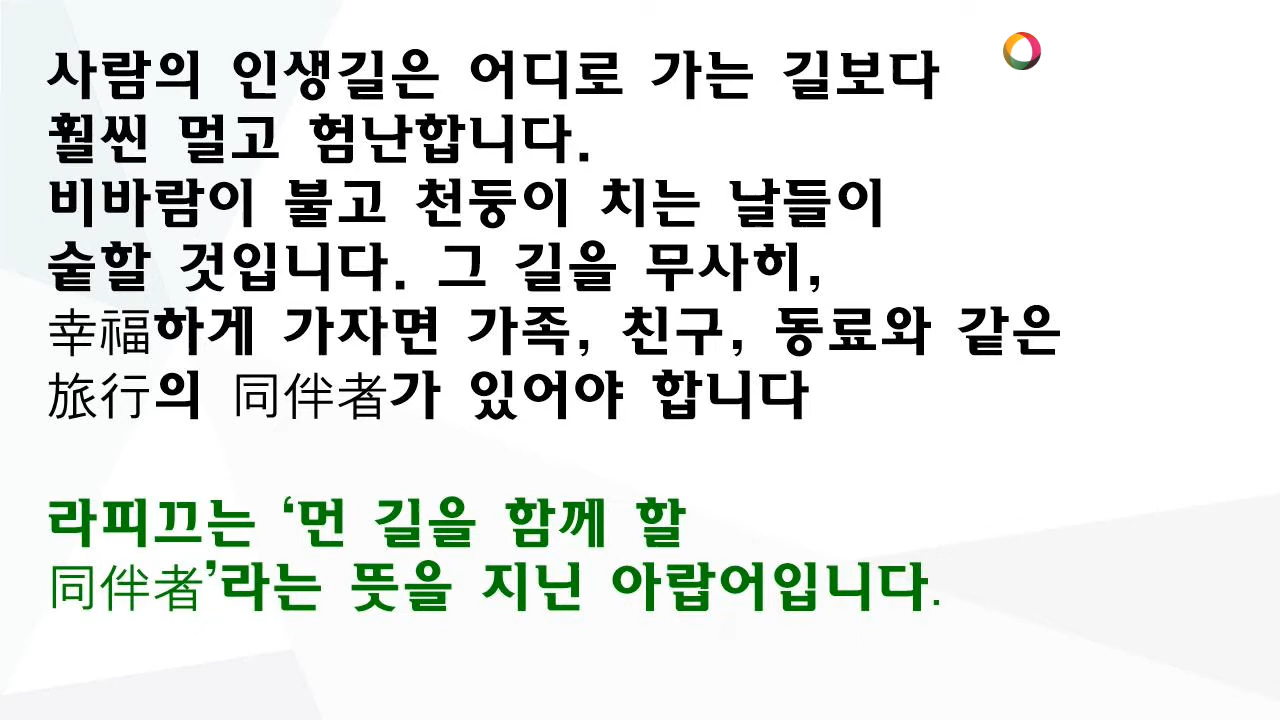 사람의 인생길은 어디로 가는 길보다
훨씬 멀고 험난합니다.
비바람이 불고 천둥이 치는 날들이
숱할 것입니다. 그 길을 무사히,
幸福하게 가자면 가족, 친구, 동료와 같은
旅行의 同伴者가 있어야 합니다
라피끄는 ‘먼 길을 함께 할
同伴者’라는 뜻을 지닌 아랍어입니다.